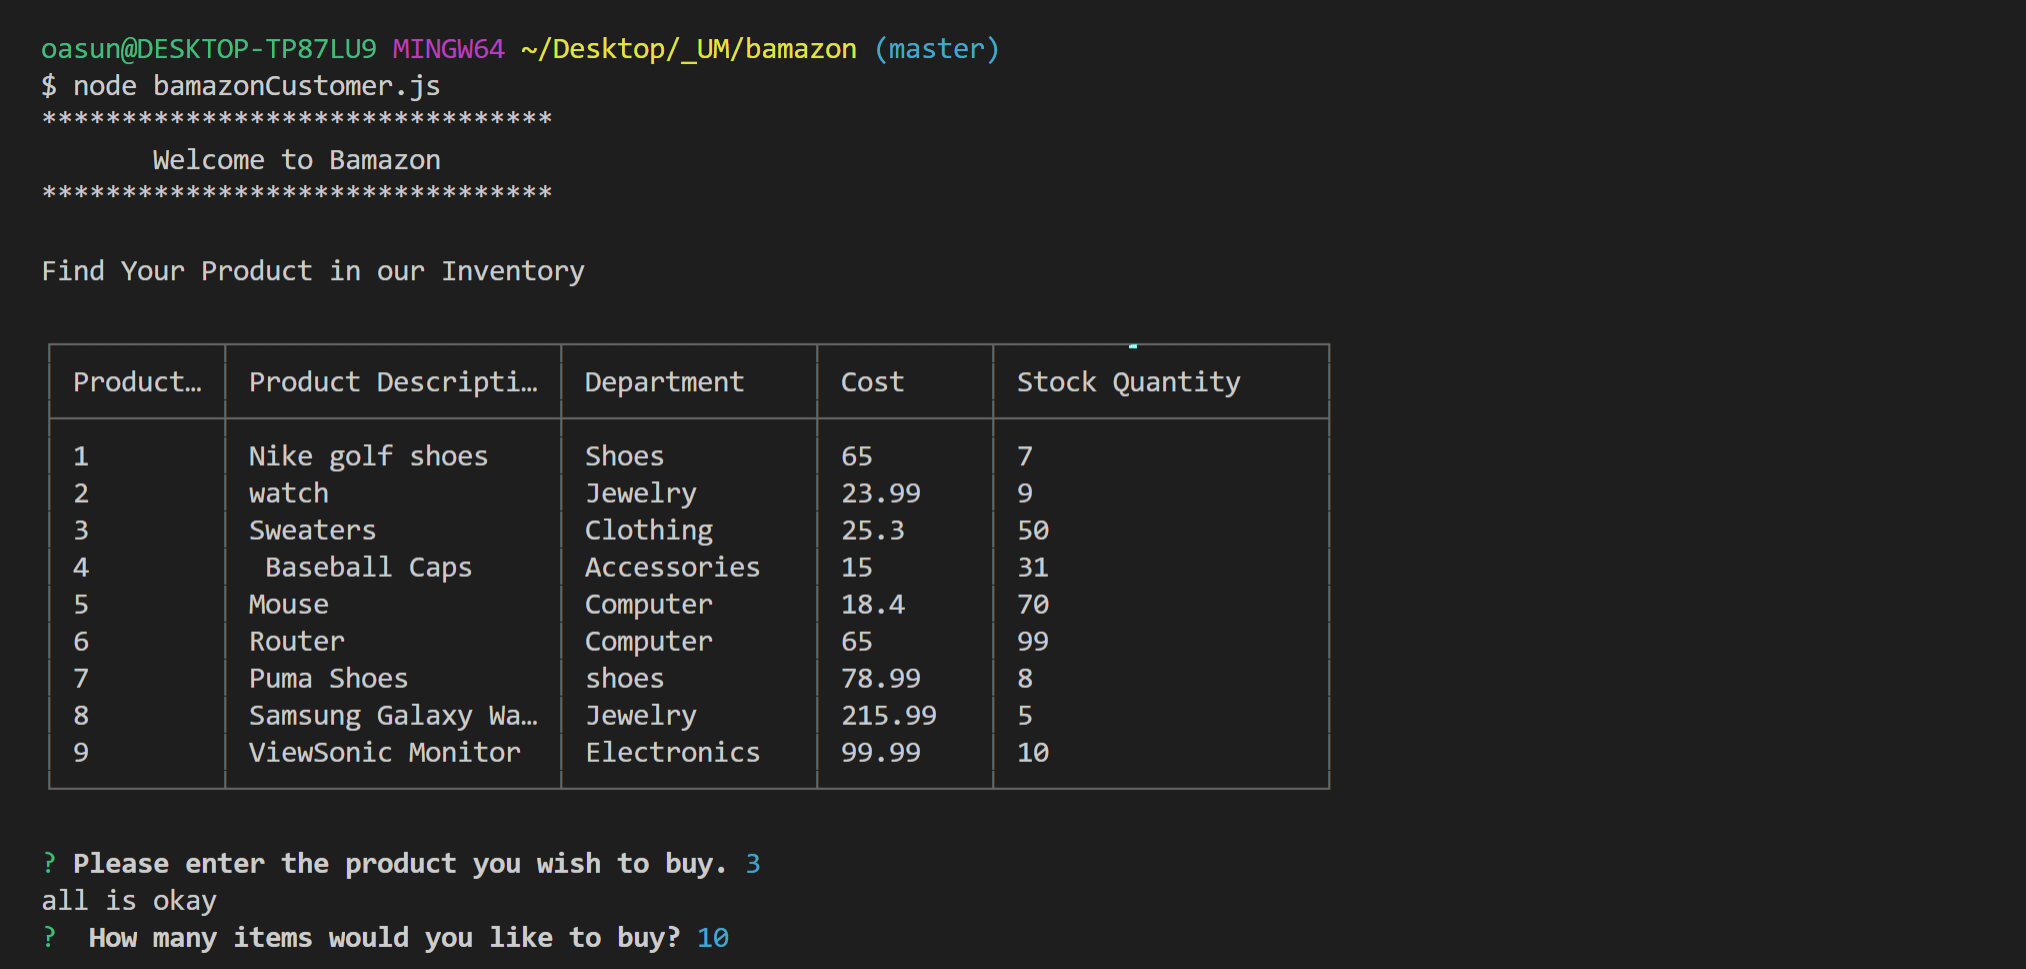 oasun@DESKTOP-TP87LU9 MINGW64 ~/Desktop/_UM/bamazon (master)
$ node bamazonCustomer.js
********************************
Welcome to Bamazon
********************************
Find Your Product in our Inventory
Product… Product Descripti… Department Cost Stock Quantity
1 Nike golf shoes Shoes 65 7
2 watch Jewelry 23.99 9
3 Sweaters Clothing 25.3 50
4 Baseball Caps Accessories 15 31
5 Mouse Computer 18.4 70
6 Router Computer 65 99
7 Puma Shoes shoes 78.99 8
8 Samsung Galaxy Wa… Jewelry 215.99 5
9 ViewSonic Monitor Electronics 99.99 10
? Please enter the product you wish to buy. 3
all is okay
? How many items would you like to buy? 10